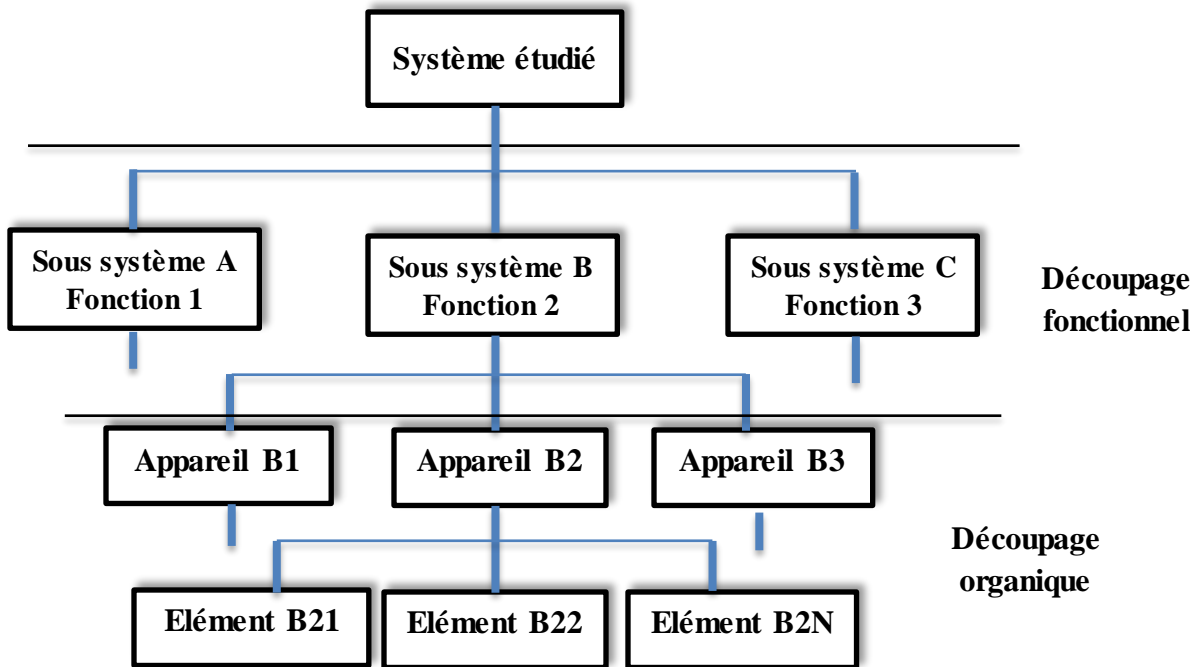 Système étudié
Sous système A
Fonction 1
Sous système B
Fonction 2
Sous système C
Fonction 3
Découpage
fonctionnel
Appareil B1
Appareil B2
Appareil B3
Découpage
organique
Elément B21
Elément B22
Elément B2N